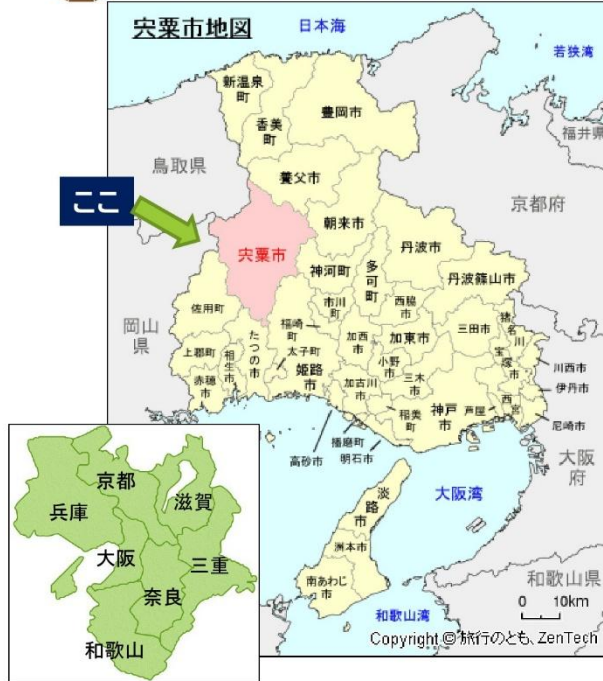 宍粟市地図
日本海
若狭湾
新温泉
町
香美
町
豊岡市
福井県
鳥取県
養父市
ここ
京都府
朝来市
宍粟市
丹波市
神河町
多
可
町
丹波篠山市
佐用町
市川
町
西脇
市
岡山
県
福崎
町
たつの市
加西
市
加東市
三田市
猪名
川
町
上郡町
相生市
太子町
小野
市
宝塚市
川西市
赤穂
市
姫路
市
加古川
市
三木
市
伊丹市
稲美
町
神戸
市
芦屋
西宮
尼崎市
播磨町
高砂市
明石市
大阪
府
淡
路
市
大阪湾
洲本市
南あわじ
市
和歌山県
和歌山湾
0 10km
Copyright © 旅行のとも、ZenTech
京都
滋賀
兵庫
大阪
三重
奈良
和歌山